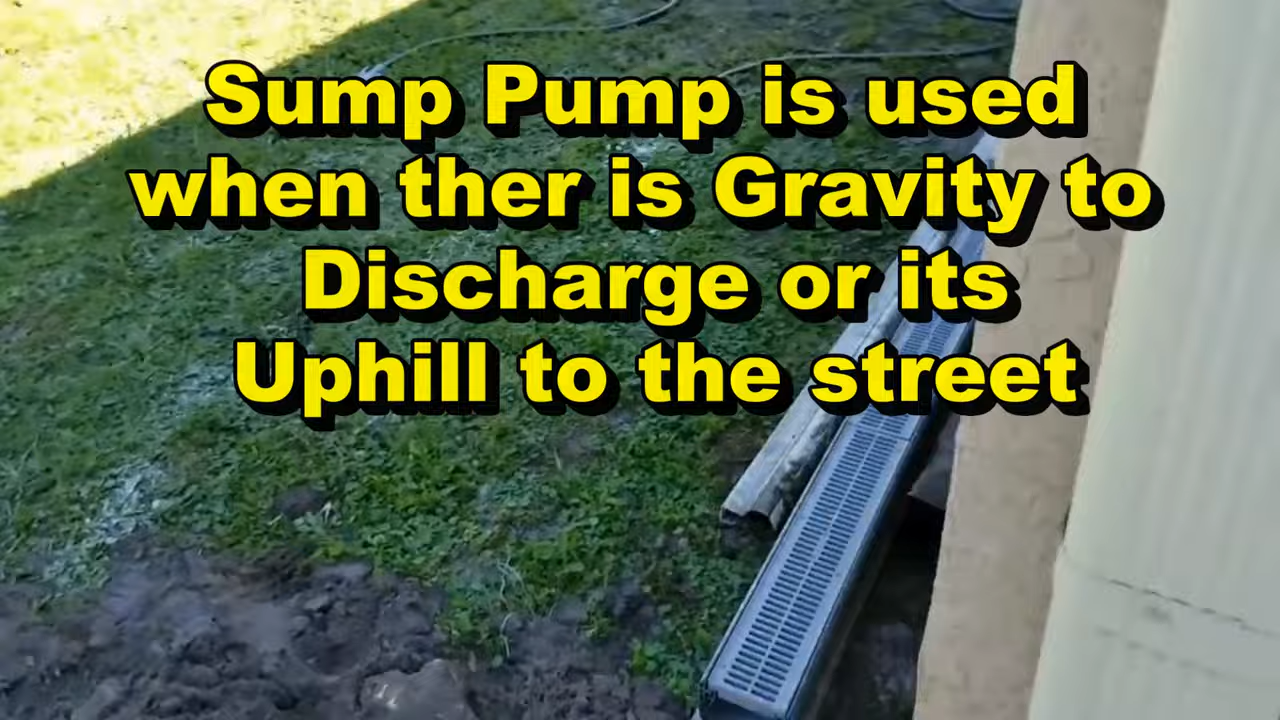 Sump Pump is used
when ther is Gravity to
Discharge or its
Uphill to the street